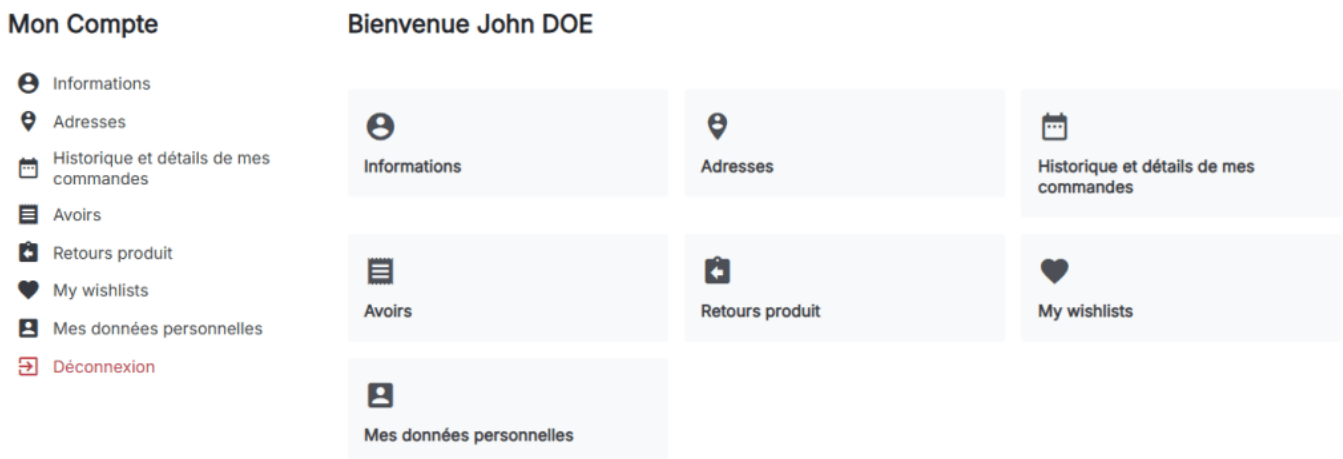 Mon Compte
Informations
Adresses
Historique et détails de mes
commandes
Avoirs
Retours produit
My wishlists
Mes données personnelles
Déconnexion
Bienvenue John DOE
Informations
Adresses
Historique et détails de mes
commandes
Avoirs
Retours produit
My wishlists
Mes données personnelles